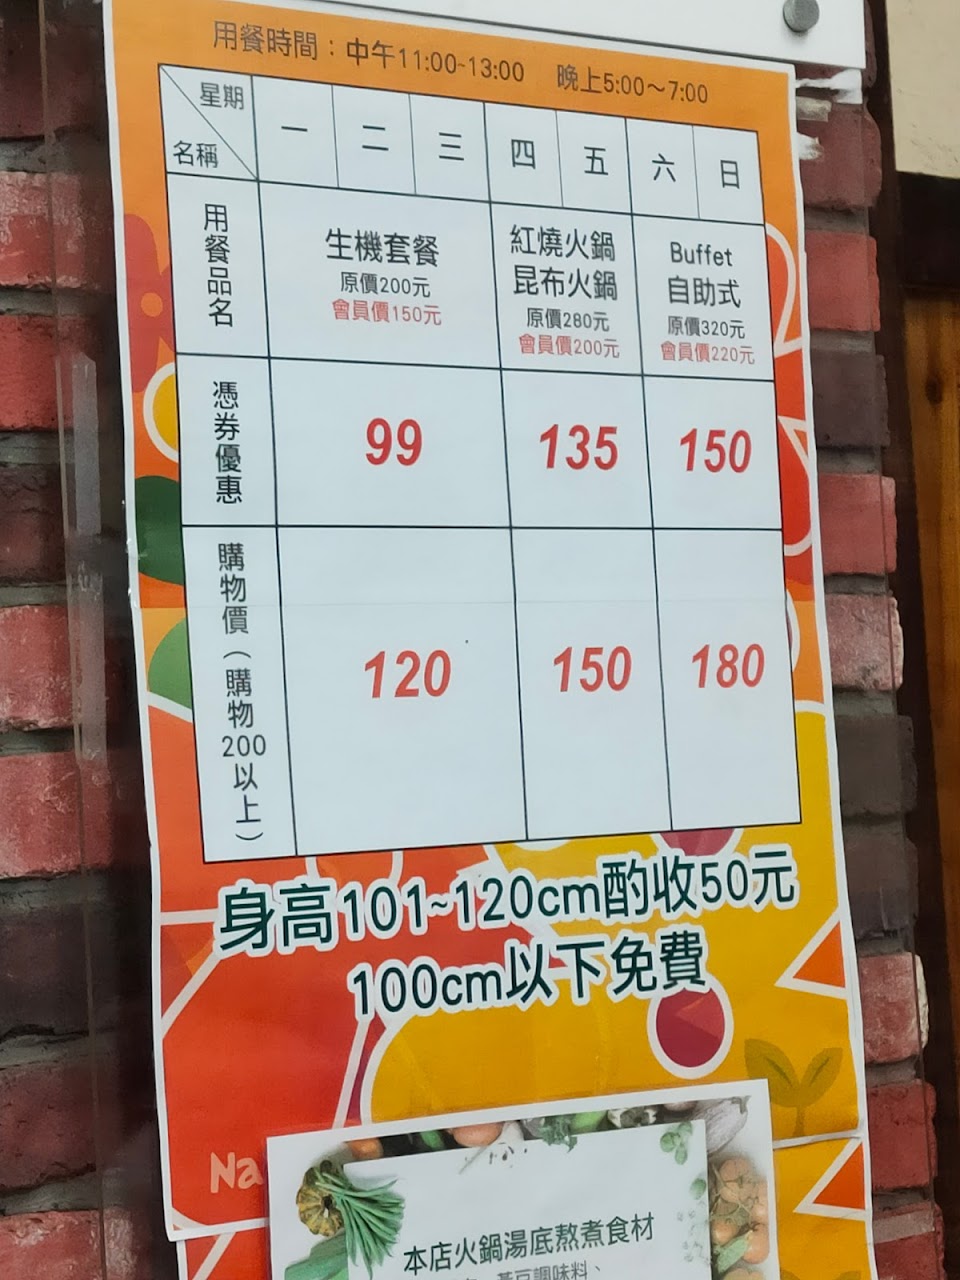 用餐時間：中午11:00~13:00　晚上5:00～7:00
星期
名稱
一 二 三 四 五 六 日
用餐品名
生機套餐
原價200元
會員價150元
紅燒火鍋
昆布火鍋
原價280元
會員價200元
Buffet
自助式
原價320元
會員價220元
憑券優惠
99 135 150
購物價（購物200以上）
120 150 180
身高101~120cm酌收50元
100cm以下免費
Na
本店火鍋湯底熬煮食材
黃豆調味料、